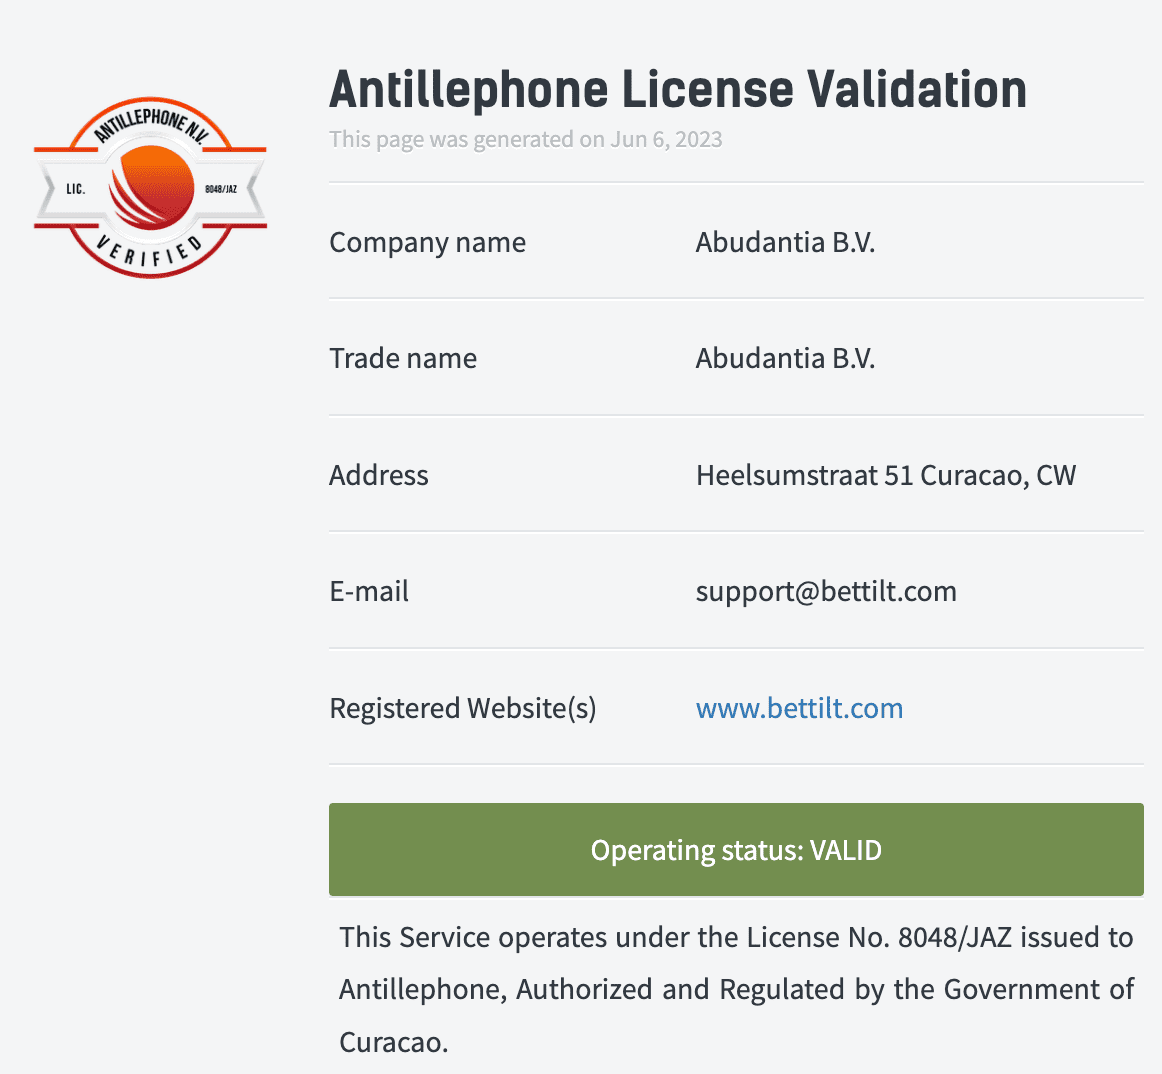 ANTILLEPHONE N.V.
LIC.
8048/JAZ
VERIFIED
Antillephone License Validation
This page was generated on Jun 6, 2023
Company name Abudantia B.V.
Trade name Abudantia B.V.
Address Heelsumstraat 51 Curacao, CW
E-mail support@bettilt.com
Registered Website(s) www.bettilt.com
Operating status: VALID
This Service operates under the License No. 8048/JAZ issued to
Antillephone, Authorized and Regulated by the Government of
Curacao.